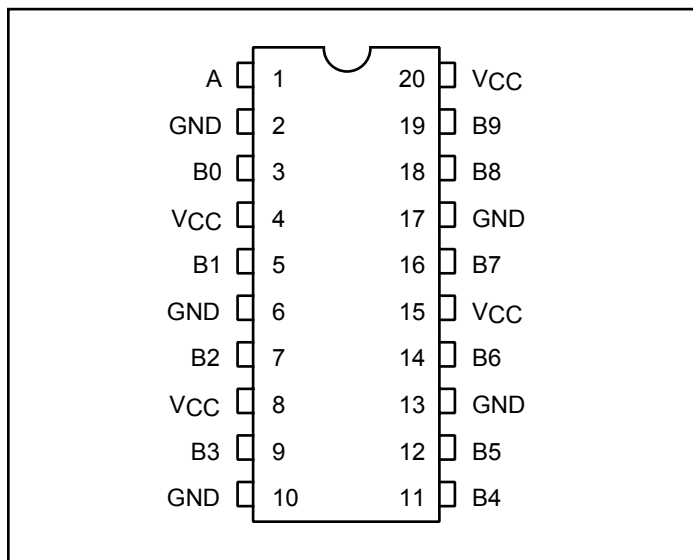 A 1 20 VCC
GND 2 19 B9
B0 3 18 B8
VCC 4 17 GND
B1 5 16 B7
GND 6 15 VCC
B2 7 14 B6
VCC 8 13 GND
B3 9 12 B5
GND 10 11 B4